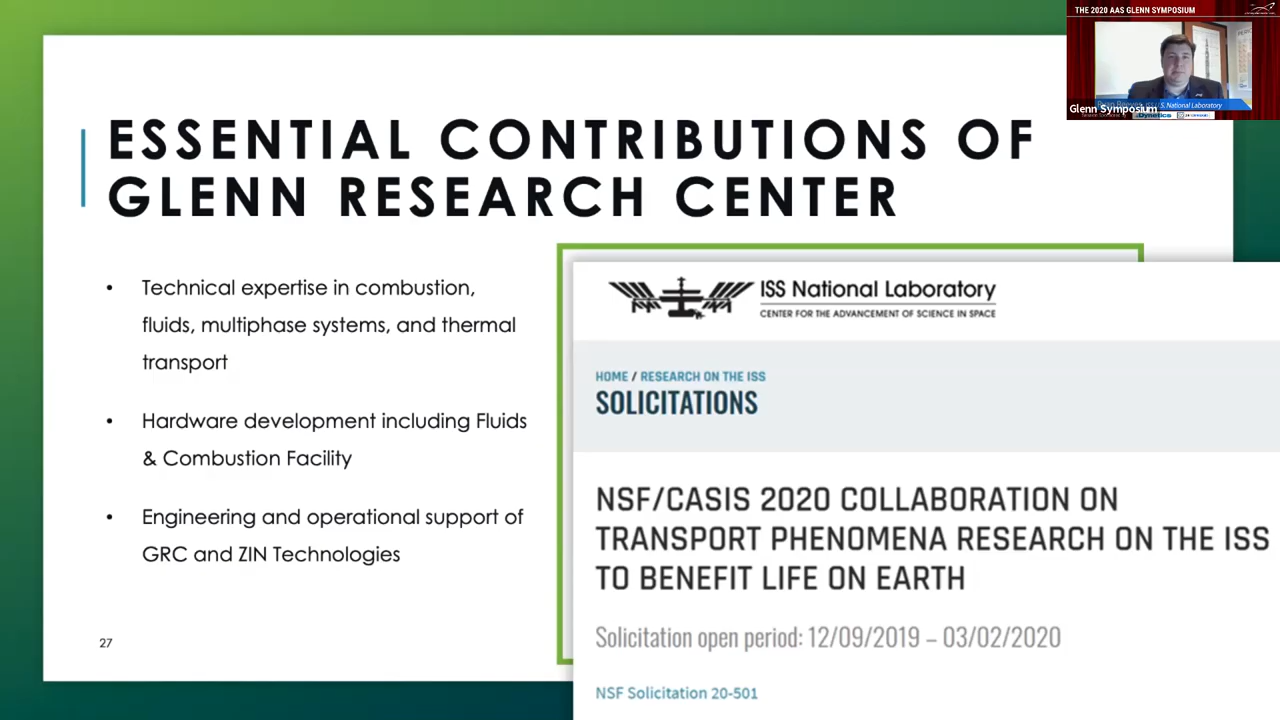 THE 2020 AAS GLENN SYMPOSIUM
Glenn Symposium
S. National Laboratory
Dynetics
ESSENTIAL CONTRIBUTIONS OF
GLENN RESEARCH CENTER
• Technical expertise in combustion,
fluids, multiphase systems, and thermal
transport
• Hardware development including Fluids
& Combustion Facility
• Engineering and operational support of
GRC and ZIN Technologies
27
ISS National Laboratory
CENTER FOR THE ADVANCEMENT OF SCIENCE IN SPACE
HOME / RESEARCH ON THE ISS
SOLICITATIONS
NSF/CASIS 2020 COLLABORATION ON
TRANSPORT PHENOMENA RESEARCH ON THE ISS
TO BENEFIT LIFE ON EARTH
Solicitation open period: 12/09/2019 – 03/02/2020
NSF Solicitation 20-501